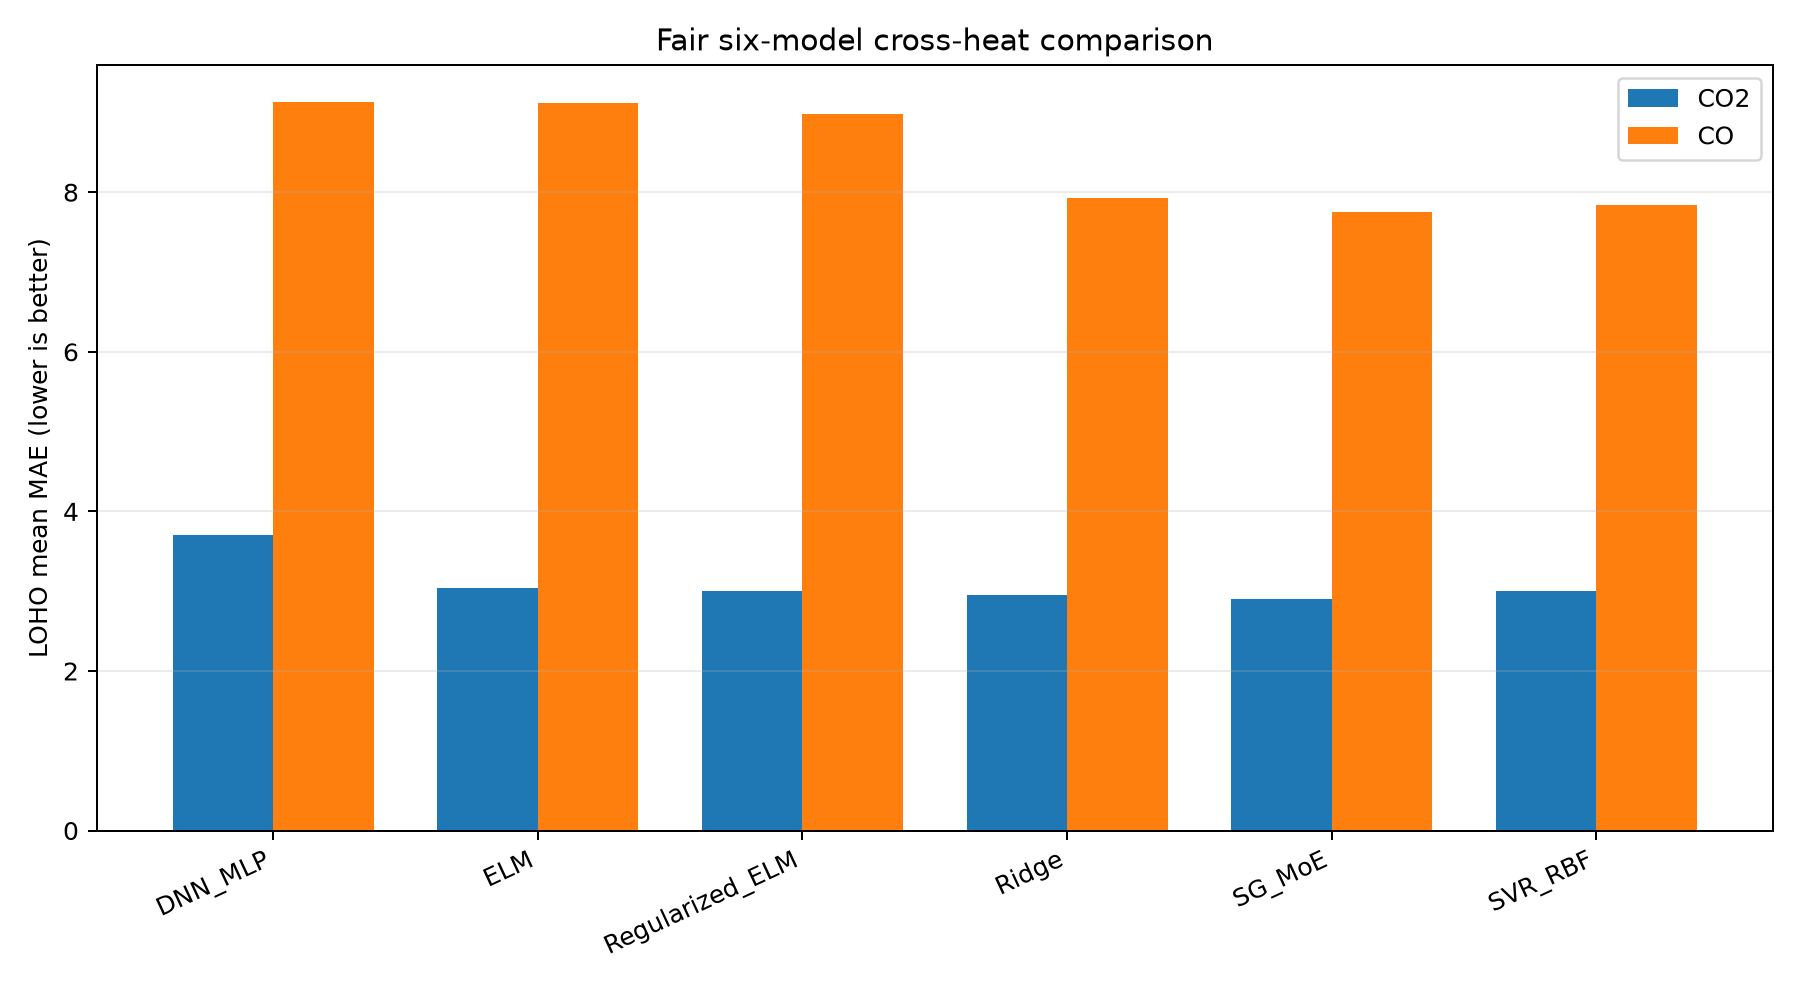 Fair six-model cross-heat comparison
CO2
CO
LOHO mean MAE (lower is better)
8
6
4
2
0
DNN_MLP
ELM
Regularized_ELM
Ridge
SG_MoE
SVR_RBF